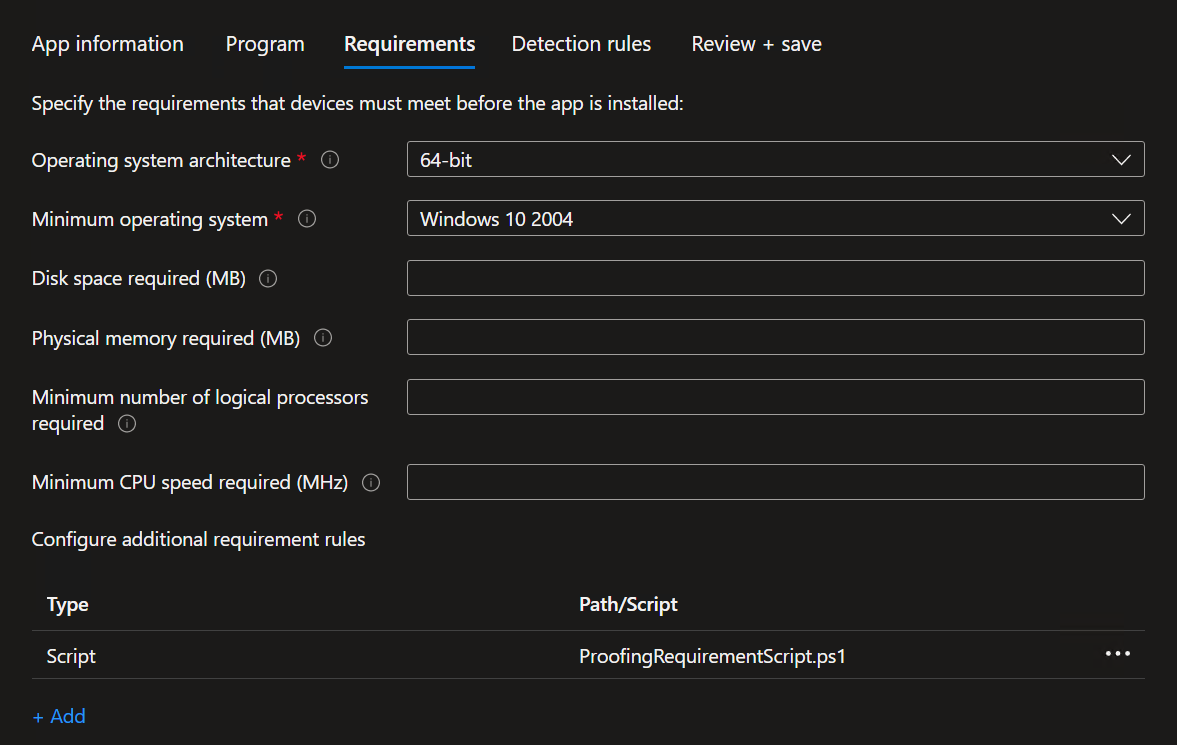 App information Program Requirements Detection rules Review + save
Specify the requirements that devices must meet before the app is installed:
Operating system architecture * 64-bit
Minimum operating system * Windows 10 2004
Disk space required (MB)
Physical memory required (MB)
Minimum number of logical processors
required
Minimum CPU speed required (MHz)
Configure additional requirement rules
Type Path/Script
Script ProofingRequirementScript.ps1 •••
+ Add